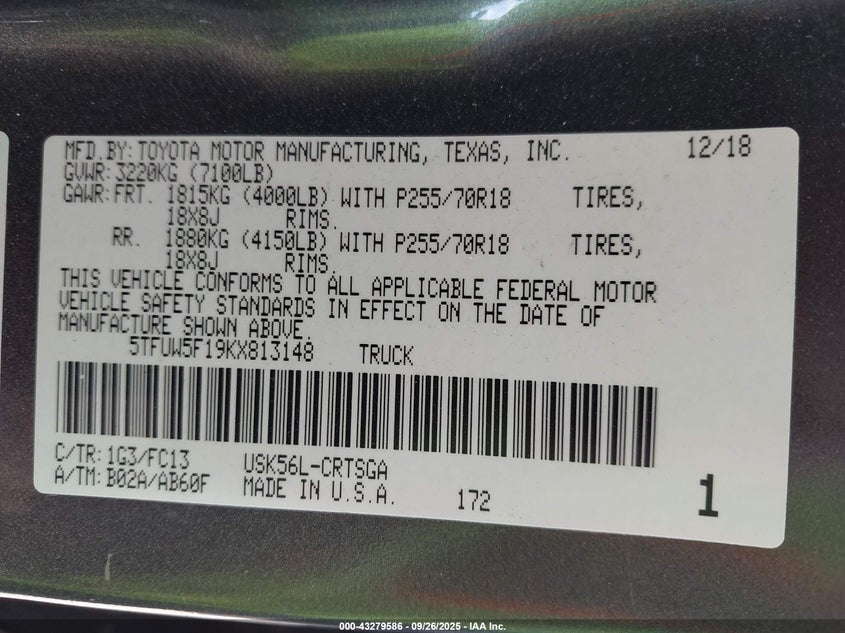 MFD.BY:TOYOTA MOTOR MANUFACTURING, TEXAS, INC. 12/18
GVWR:3220KG (7100LB)
GAWR:FRT. 1815KG (4000LB) WITH P255/70R18 TIRES,
18X8J RIMS.
RR. 1880KG (4150LB) WITH P255/70R18 TIRES,
18X8J RIMS.
THIS VEHICLE CONFORMS TO ALL APPLICABLE FEDERAL MOTOR
VEHICLE SAFETY STANDARDS IN EFFECT ON THE DATE OF
MANUFACTURE SHOWN ABOVE.
5TFUW5F19KX813148 TRUCK
C/TR:1G3/FC13 USK56L-CRTSGA
A/TM:B02A/AB60F MADE IN U.S.A. 172 1
000-43279586 - 09/26/2025 - IAA Inc.